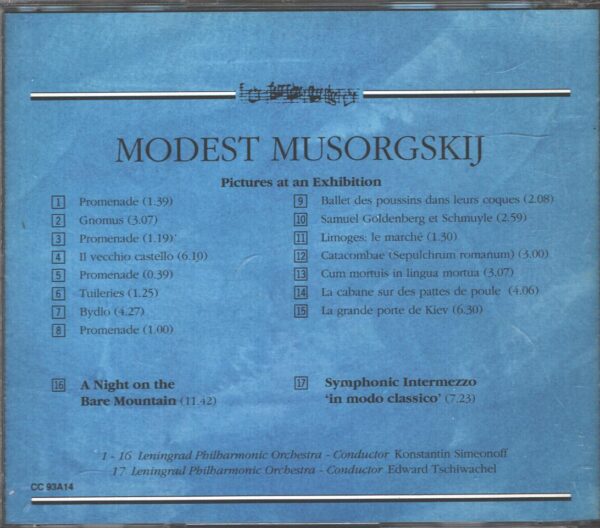 MODEST MUSORGSKIJ
Pictures at an Exhibition
1 Promenade (1.39)
2 Gnomus (3.07)
3 Promenade (1.19)
4 Il vecchio castello (6.10)
5 Promenade (0.39)
6 Tuileries (1.25)
7 Bydlo (4.27)
8 Promenade (1.00)
9 Ballet des poussins dans leurs coques (2.08)
10 Samuel Goldenberg et Schmuyle (2.59)
11 Limoges: le marché (1.30)
12 Catacombae (Sepulchrum romanum) (3.00)
13 Cum mortuis in lingua mortua (3.07)
14 La cabane sur des pattes de poule (4.06)
15 La grande porte de Kiev (6.30)
16 A Night on the
Bare Mountain (11.42)
17 Symphonic Intermezzo
'in modo classico' (7.23)
1 - 16 Leningrad Philharmonic Orchestra - Conductor Konstantin Simeonoff
17 Leningrad Philharmonic Orchestra - Conductor Edward Tschiwachel
CC 93A14